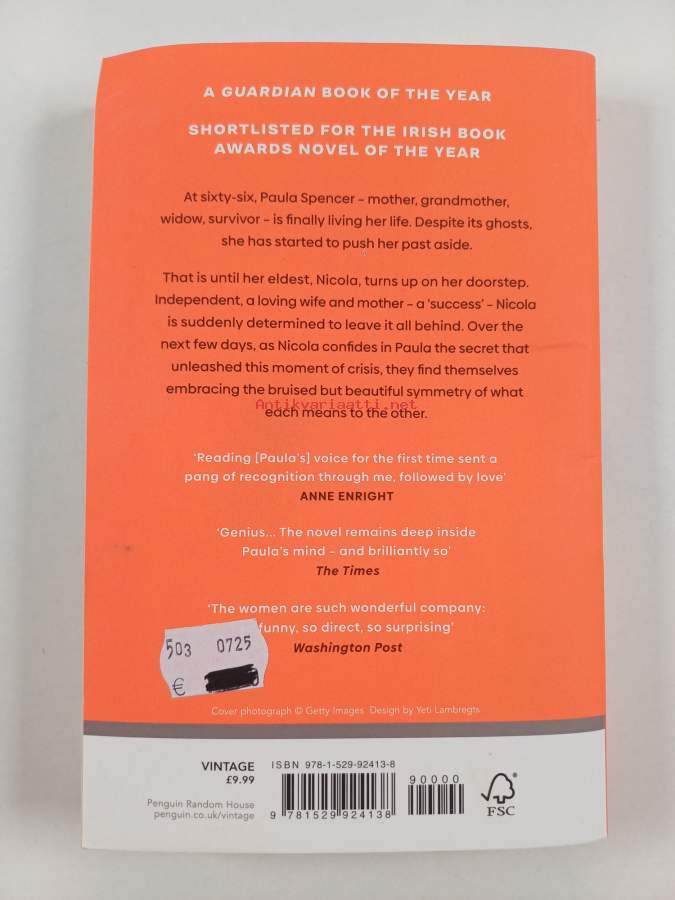 A GUARDIAN BOOK OF THE YEAR
SHORTLISTED FOR THE IRISH BOOK
AWARDS NOVEL OF THE YEAR
At sixty-six, Paula Spencer – mother, grandmother,
widow, survivor – is finally living her life. Despite its ghosts,
she has started to push her past aside.
That is until her eldest, Nicola, turns up on her doorstep.
Independent, a loving wife and mother – a ‘success’ – Nicola
is suddenly determined to leave it all behind. Over the
next few days, as Nicola confides in Paula the secret that
unleashed this moment of crisis, they find themselves
embracing the bruised but beautiful symmetry of what
Antikvariaatti.net
each means to the other.
‘Reading [Paula’s] voice for the first time sent a
pang of recognition through me, followed by love’
ANNE ENRIGHT
‘Genius... The novel remains deep inside
Paula’s mind – and brilliantly so’
The Times
‘The women are such wonderful company:
funny, so direct, so surprising’
Washington Post
503 0725
€
Cover photograph © Getty Images Design by Yeti Lambregts
VINTAGE
£9.99
Penguin Random House
penguin.co.uk/vintage
ISBN 978-1-529-92413-8
90000
9 781529 924138
FSC